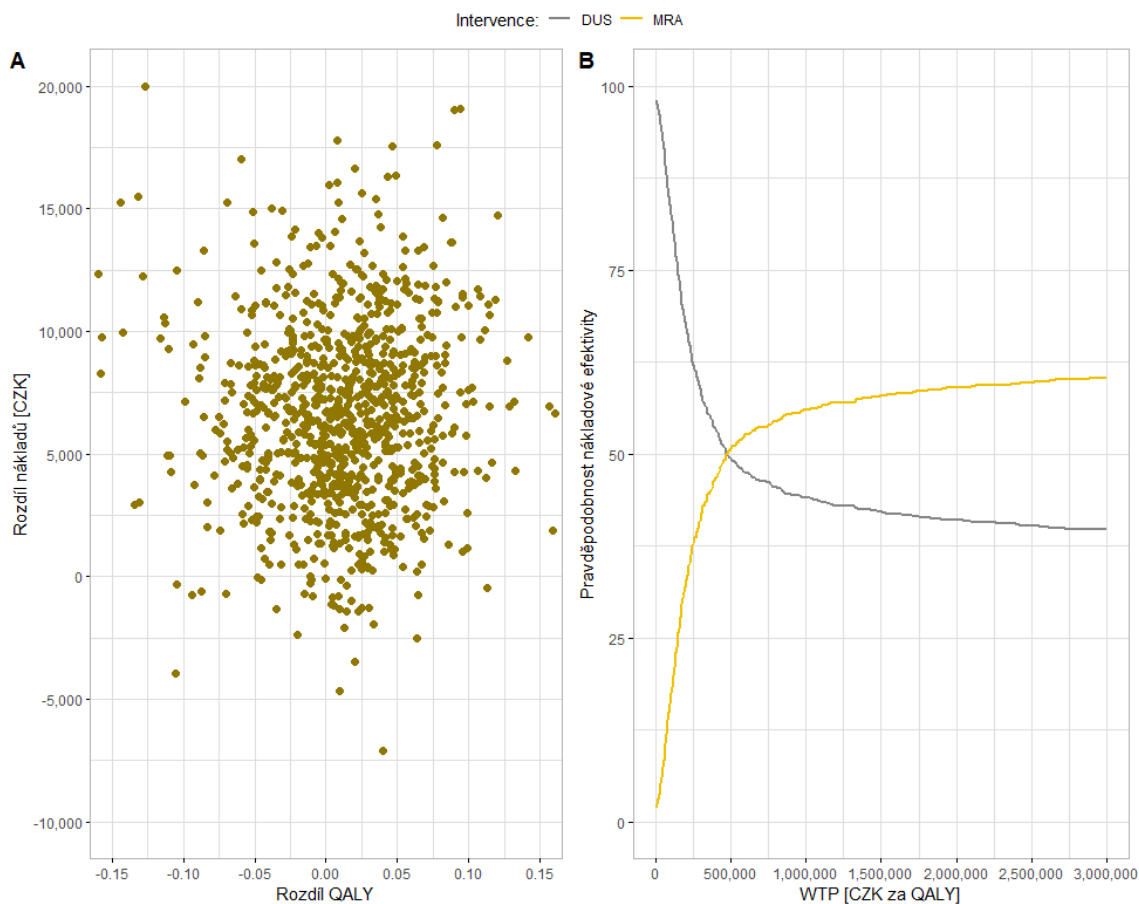 Intervence: DUS MRA
A
20,000
15,000
10,000
5,000
0
-5,000
-10,000
Rozdíl nákladů [CZK]
-0.15 -0.10 -0.05 0.00 0.05 0.10 0.15
Rozdíl QALY
B
100
75
50
25
0
Pravděpodobnost nákladové efektivity
0 500,000 1,000,000 1,500,000 2,000,000 2,500,000 3,000,000
WTP [CZK za QALY]